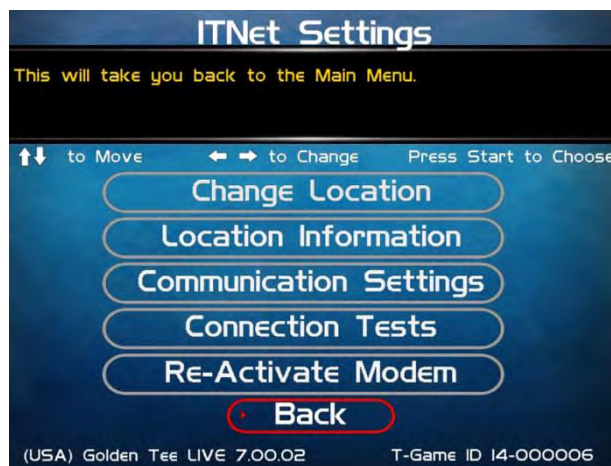 ITNet Settings
This will take you back to the Main Menu.
⬆⬇ to Move ⬅ ➡ to Change Press Start to Choose
Change Location
Location Information
Communication Settings
Connection Tests
Re-Activate Modem
Back
(USA) Golden Tee LIVE 7.00.02 T-Game ID 14-000006